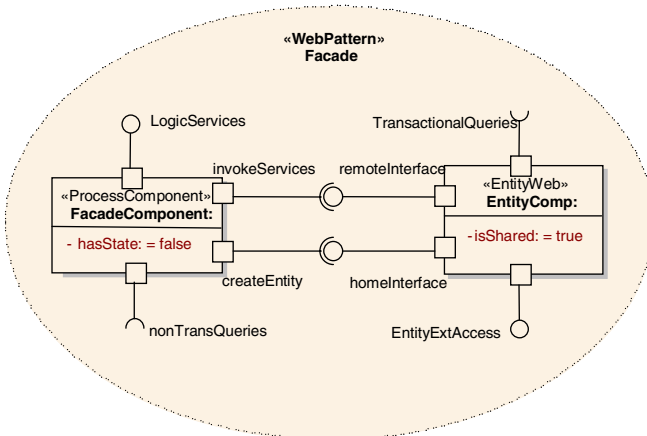 «WebPattern»
Facade
LogicServices
TransactionalQueries
invokeServices
remoteInterface
«ProcessComponent»
FacadeComponent:
- hasState: = false
«EntityWeb»
EntityComp:
-isShared: = true
createEntity
homeInterface
nonTransQueries
EntityExtAccess